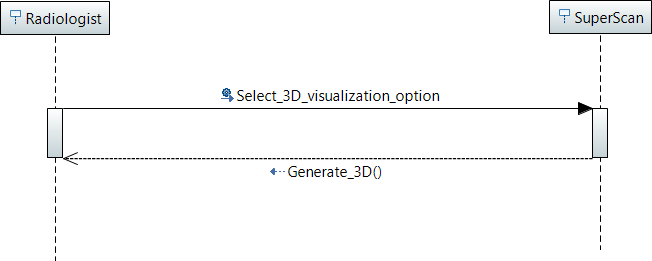 Radiologist
SuperScan
Select_3D_visualization_option
Generate_3D()